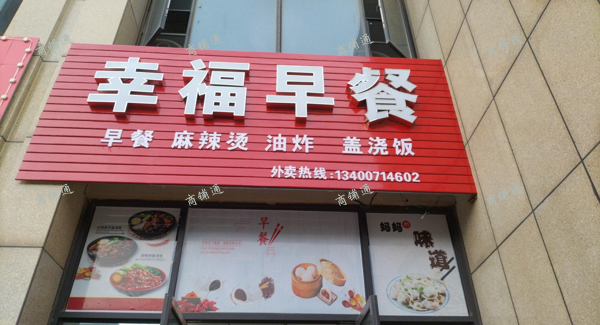 幸福早餐
早餐 麻辣烫 油炸 盖浇饭
外卖热线:13400714602
早餐
妈妈的
味道
商铺通